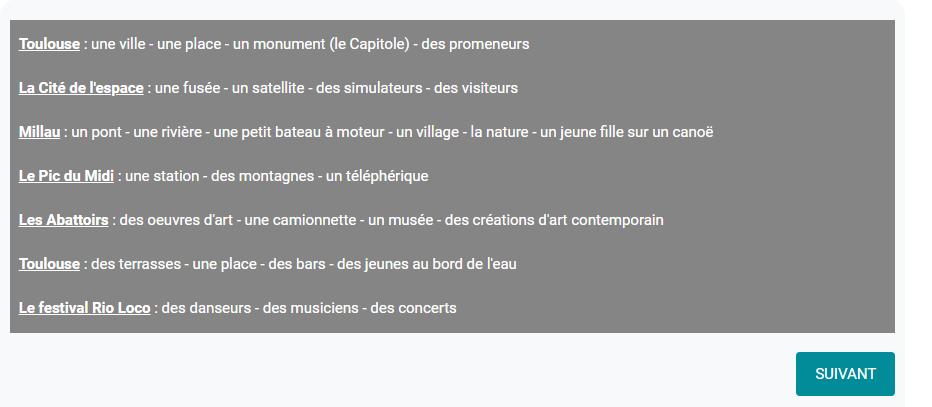 Toulouse : une ville - une place - un monument (le Capitole) - des promeneurs
La Cité de l'espace : une fusée - un satellite - des simulateurs - des visiteurs
Millau : un pont - une rivière - une petit bateau à moteur - un village - la nature - un jeune fille sur un canoë
Le Pic du Midi : une station - des montagnes - un téléphérique
Les Abattoirs : des oeuvres d'art - une camionnette - un musée - des créations d'art contemporain
Toulouse : des terrasses - une place - des bars - des jeunes au bord de l'eau
Le festival Rio Loco : des danseurs - des musiciens - des concerts
SUIVANT